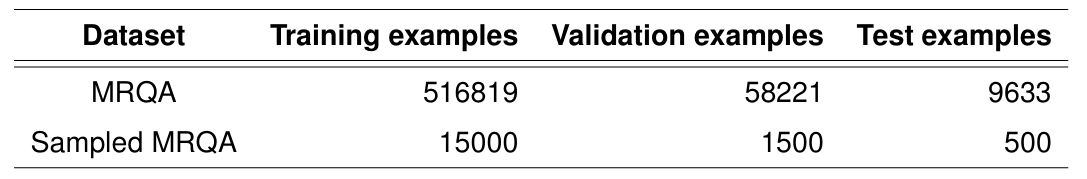 Dataset Training examples Validation examples Test examples
MRQA 516819 58221 9633
Sampled MRQA 15000 1500 500